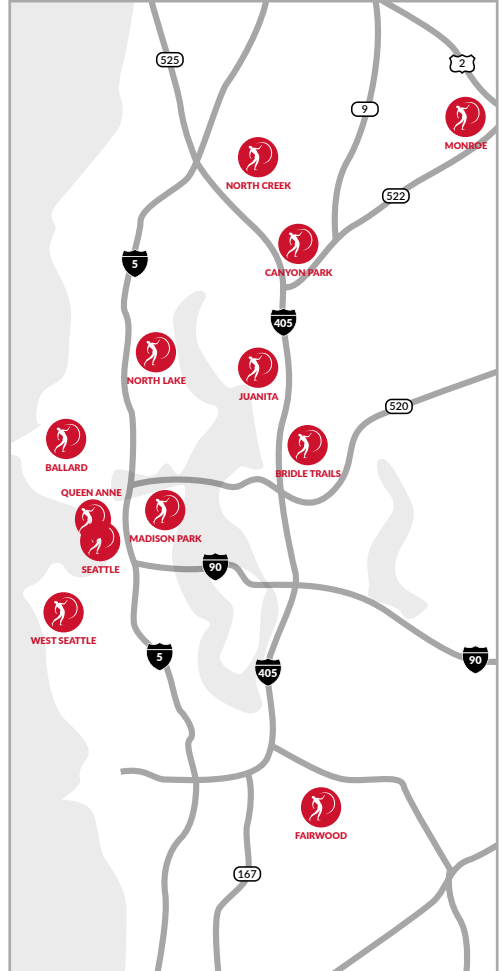 525
2
9
MONROE
NORTH CREEK
522
5
CANYON PARK
405
NORTH LAKE
JUANITA
520
BALLARD
BRIDLE TRAILS
QUEEN ANNE
MADISON PARK
SEATTLE
90
WEST SEATTLE
5
405
90
FAIRWOOD
167